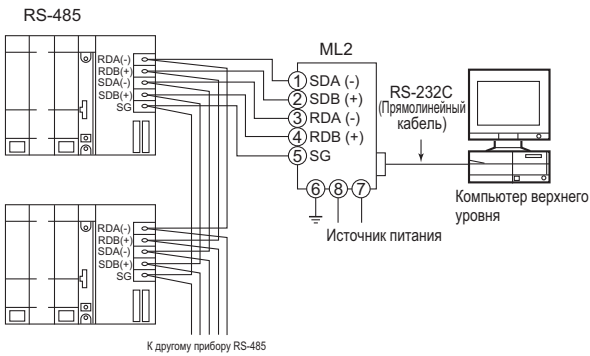 RS-485
RDA(-)
RDB(+)
SDA(-)
SDB(+)
SG
ML2
① SDA (-)
② SDB (+)
③ RDA (-)
④ RDB (+)
⑤ SG
⑥ ⑧ ⑦
Источник питания
RS-232C
(Прямолинейный
кабель)
Компьютер верхнего
уровня
RDA(-)
RDB(+)
SDA(-)
SDB(+)
SG
К другому прибору RS-485